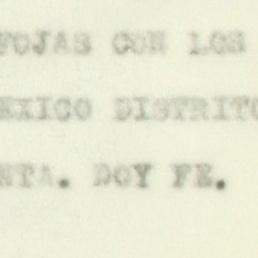 FOJAS CON LOS
EXICO DISTRITO
NTA. DOY FE.